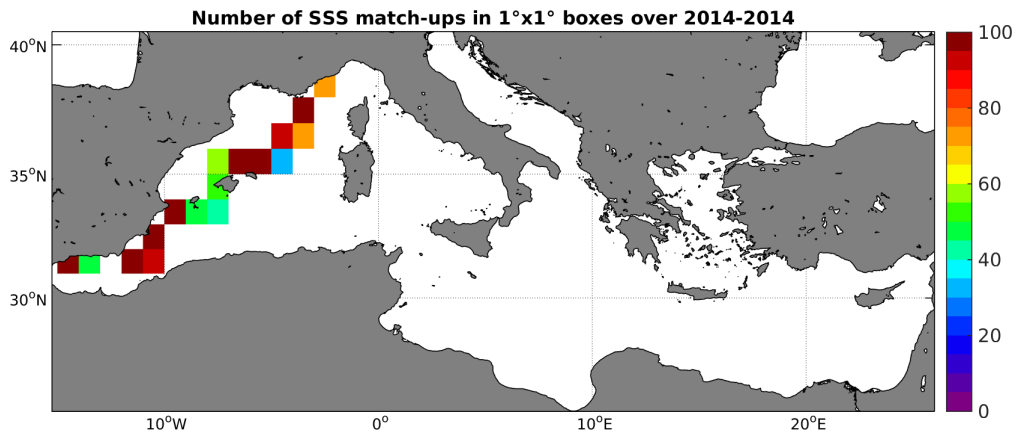 Number of SSS match-ups in 1°x1° boxes over 2014-2014
40°N
35°N
30°N
10°W
0°
10°E
20°E
100
80
60
40
20
0